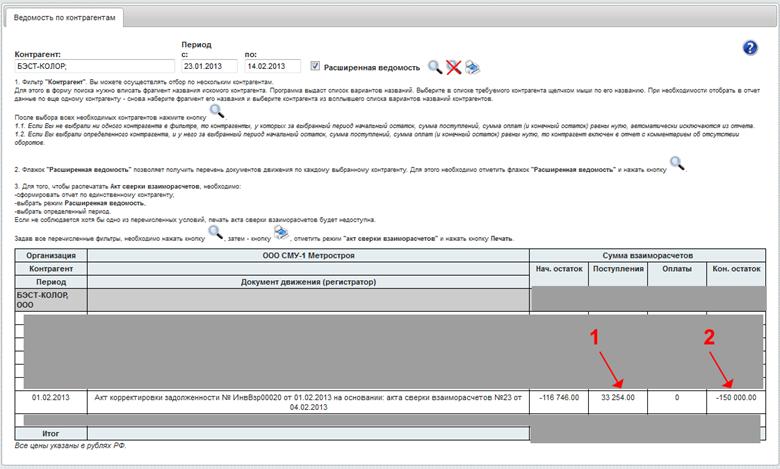 Ведомость по контрагентам
Период
Контрагент: с: по:
БЭСТ-КОЛОР; 23.01.2013 14.02.2013 Расширенная ведомость
1. Фильтр "Контрагент". Вы можете осуществлять отбор по нескольким контрагентам.
Для этого в форму поиска нужно вписать фрагмент названия искомого контрагента. Программа выдаст список вариантов названий. Выберите в списке требуемого контрагента щелчком мыши по его названию. При необходимости отобрать в отчет
данные по еще одному контрагенту - снова наберите фрагмент его названия и выберите контрагента из всплывшего списка вариантов названий контрагентов.
После выбора всех необходимых контрагентов нажмите кнопку .
1.1. Если Вы не выбрали ни одного контрагента в фильтре, то контрагенты, у которых за выбранный период начальный остаток, сумма поступлений, сумма оплат (и конечный остаток) равны нулю, автоматически исключаются из отчета.
1.2. Если Вы выбрали определенного контрагента, и у него за выбранный период начальный остаток, сумма поступлений, сумма оплат (и конечный остаток) равны нулю, то контрагент включен в отчет с комментарием об отсутствии
оборотов.
2. Флажок "Расширенная ведомость" позволяет получить перечень документов движения по каждому выбранному контрагенту. Для этого необходимо отметить флажок "Расширенная ведомость" и нажать кнопку .
3. Для того, чтобы распечатать Акт сверки взаиморасчетов, необходимо:
-сформировать отчет по единственному контрагенту,
-выбрать режим Расширенная ведомость,
-выбрать определенный период.
Если не соблюдается хотя бы одно из перечисленных условий, печать акта сверки взаиморасчетов будет недоступна.
Задав все перечисленные фильтры, необходимо нажать кнопку , затем - кнопку , отметить режим "акт сверки взаиморасчетов" и нажать кнопку Печать.
Организация ООО СМУ-1 Метрострой Сумма взаиморасчетов
Контрагент Нач. остаток Поступления Оплаты Кон. остаток
Период Документ движения (регистратор)
БЭСТ-КОЛОР,
ООО
1 2
01.02.2013 Акт корректировки задолженности № ИнвВзр00020 от 01.02.2013 на основании: акта сверки взаиморасчетов №23 от -116 746.00 33 254.00 0 -150 000.00
04.02.2013
Итог
Все цены указаны в рублях РФ.